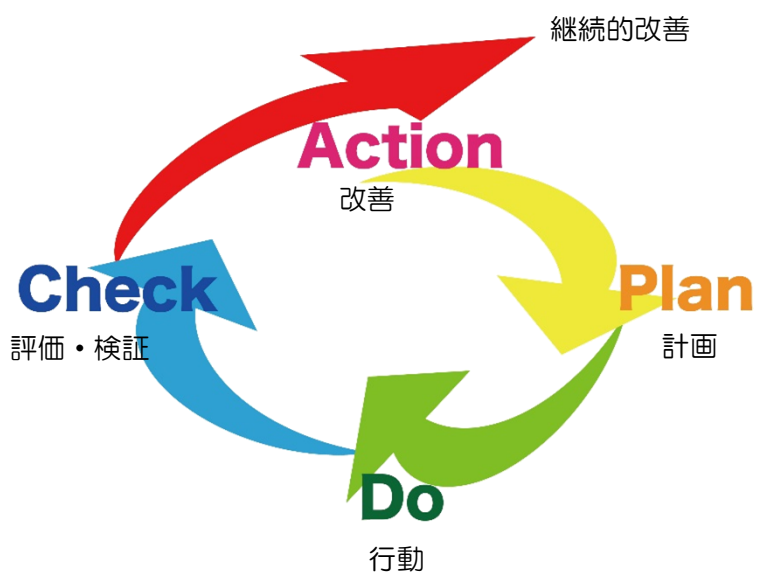 継続的改善
Action
改善
Check
Plan
評価・検証
計画
Do
行動